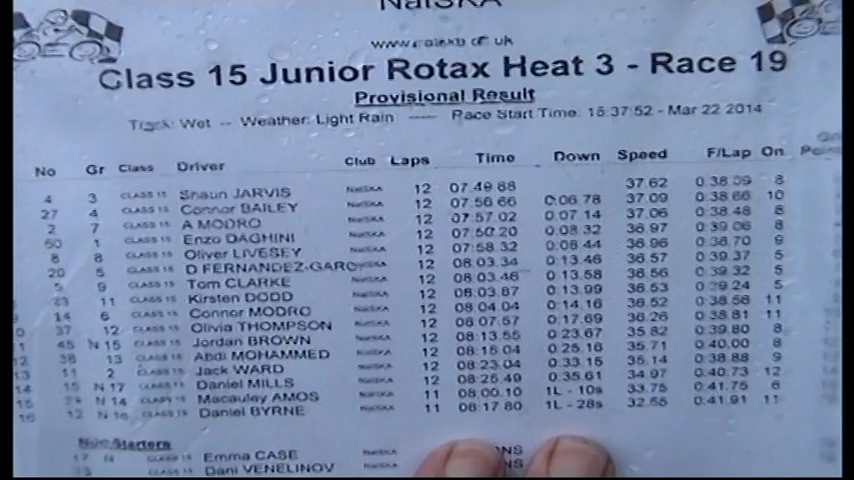 NatSKA
Class 15 Junior Rotax Heat 3 - Race 19
Provisional Result
Track: Wet -- Weather: Light Rain ---- Race Start Time: 15:37:52 - Mar 22 2014
No Gr Class Driver Club Laps Time Down Speed F/Lap On
4 3 CLASS 15 Shaun JARVIS NatSKA 12 07:49.88 37.62 0:38.09 8
27 4 CLASS 15 Connor BAILEY NatSKA 12 07:56.66 0:06.78 37.09 0:38.66 10
2 7 CLASS 15 A MODRO NatSKA 12 07:57.02 0:07.14 37.06 0:38.48 8
50 1 CLASS 15 Enzo DAGHINI NatSKA 12 07:58.20 0:08.32 36.97 0:39.06 8
8 8 CLASS 15 Oliver LIVESEY NatSKA 12 07:58.32 0:08.44 36.96 0:38.70 9
20 5 CLASS 15 D FERNANDEZ-GARC NatSKA 12 08:03.34 0:13.46 36.57 0:39.37 5
5 9 CLASS 15 Tom CLARKE NatSKA 12 08:03.46 0:13.58 36.56 0:39.32 5
23 11 CLASS 15 Kirsten DODD NatSKA 12 08:03.87 0:13.99 36.53 0:39.24 5
14 6 CLASS 15 Connor MODRO NatSKA 12 08:04.04 0:14.16 36.52 0:38.56 11
37 12 CLASS 15 Olivia THOMPSON NatSKA 12 08:07.57 0:17.69 36.26 0:38.81 11
45 N 15 CLASS 15 Jordan BROWN NatSKA 12 08:13.55 0:23.67 35.82 0:39.80 8
12 38 13 CLASS 15 Abdi MOHAMMED NatSKA 12 08:15.04 0:25.16 35.71 0:40.00 8
13 11 2 CLASS 15 Jack WARD NatSKA 12 08:23.04 0:33.15 35.14 0:38.88 9
14 15 N 17 CLASS 15 Daniel MILLS NatSKA 12 08:25.49 0:35.61 34.97 0:40.73 12
15 N 14 CLASS 15 Macauley AMOS NatSKA 11 08:00.10 1L - 10s 33.75 0:41.75 6
16 12 N 16 CLASS 15 Daniel BYRNE NatSKA 11 08:17.80 1L - 28s 32.55 0:41.91 11
Non-Starters
17 N CLASS 15 Emma CASE NatSKA
CLASS 15 Dani VENELINOV NatSKA